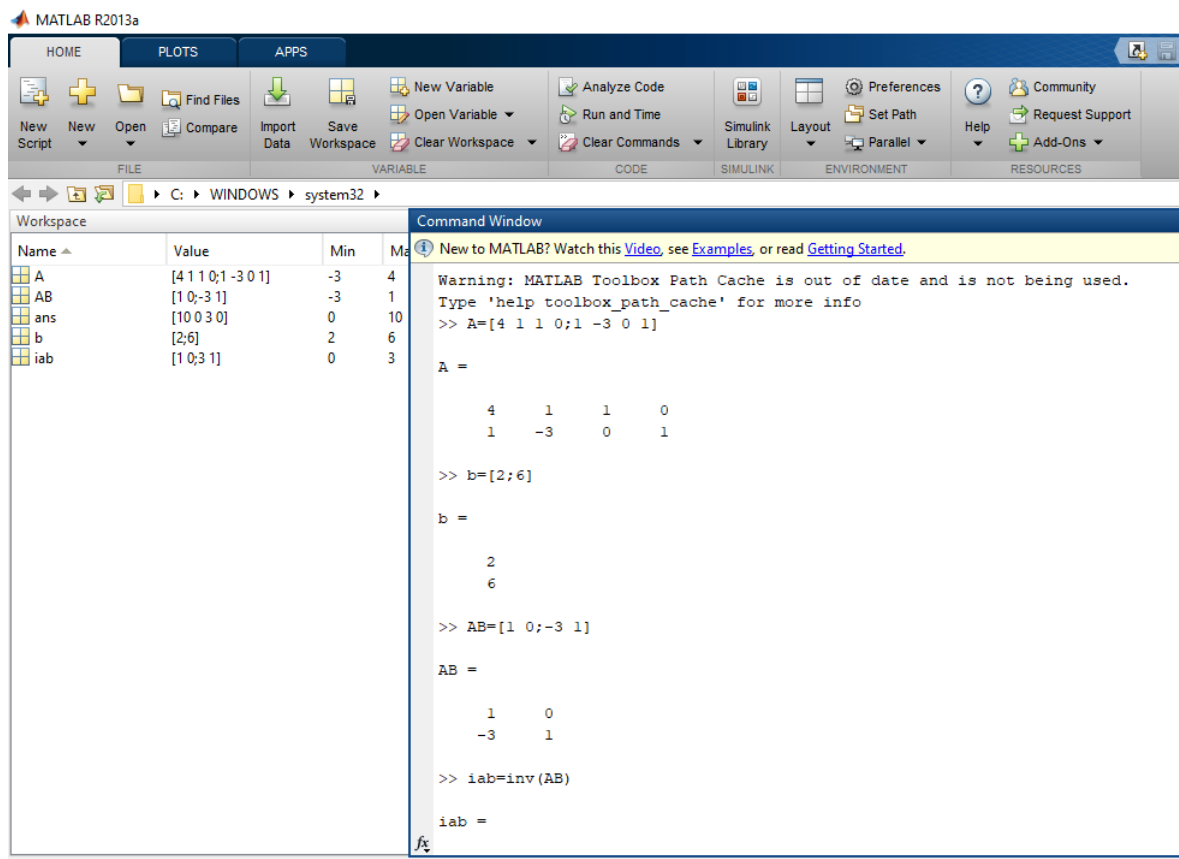 MATLAB R2013a
HOME PLOTS APPS
New Script
New
Open
Find Files
Compare
Import Data
Save Workspace
New Variable
Open Variable
Clear Workspace
Analyze Code
Run and Time
Clear Commands
Simulink Library
Layout
Preferences
Set Path
Parallel
Help
Community
Request Support
Add-Ons
FILE VARIABLE CODE SIMULINK ENVIRONMENT RESOURCES
C: WINDOWS system32
Workspace
Name Value Min Ma
A [4 1 1 0;1 -3 0 1] -3 4
AB [1 0;-3 1] -3 1
ans [10 0 3 0] 0 10
b [2;6] 2 6
iab [1 0;3 1] 0 3
Command Window
New to MATLAB? Watch this Video, see Examples, or read Getting Started.
Warning: MATLAB Toolbox Path Cache is out of date and is not being used.
Type 'help toolbox_path_cache' for more info
>> A=[4 1 1 0;1 -3 0 1]
A =
4 1 1 0
1 -3 0 1
>> b=[2;6]
b =
2
6
>> AB=[1 0;-3 1]
AB =
1 0
-3 1
>> iab=inv(AB)
iab =
fx